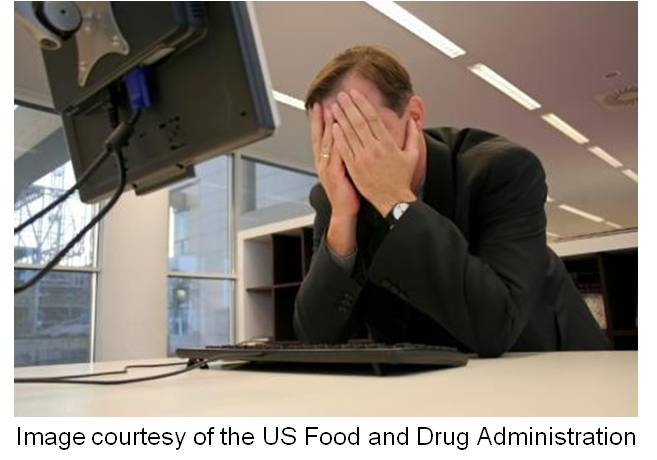 Image courtesy of the US Food and Drug Administration